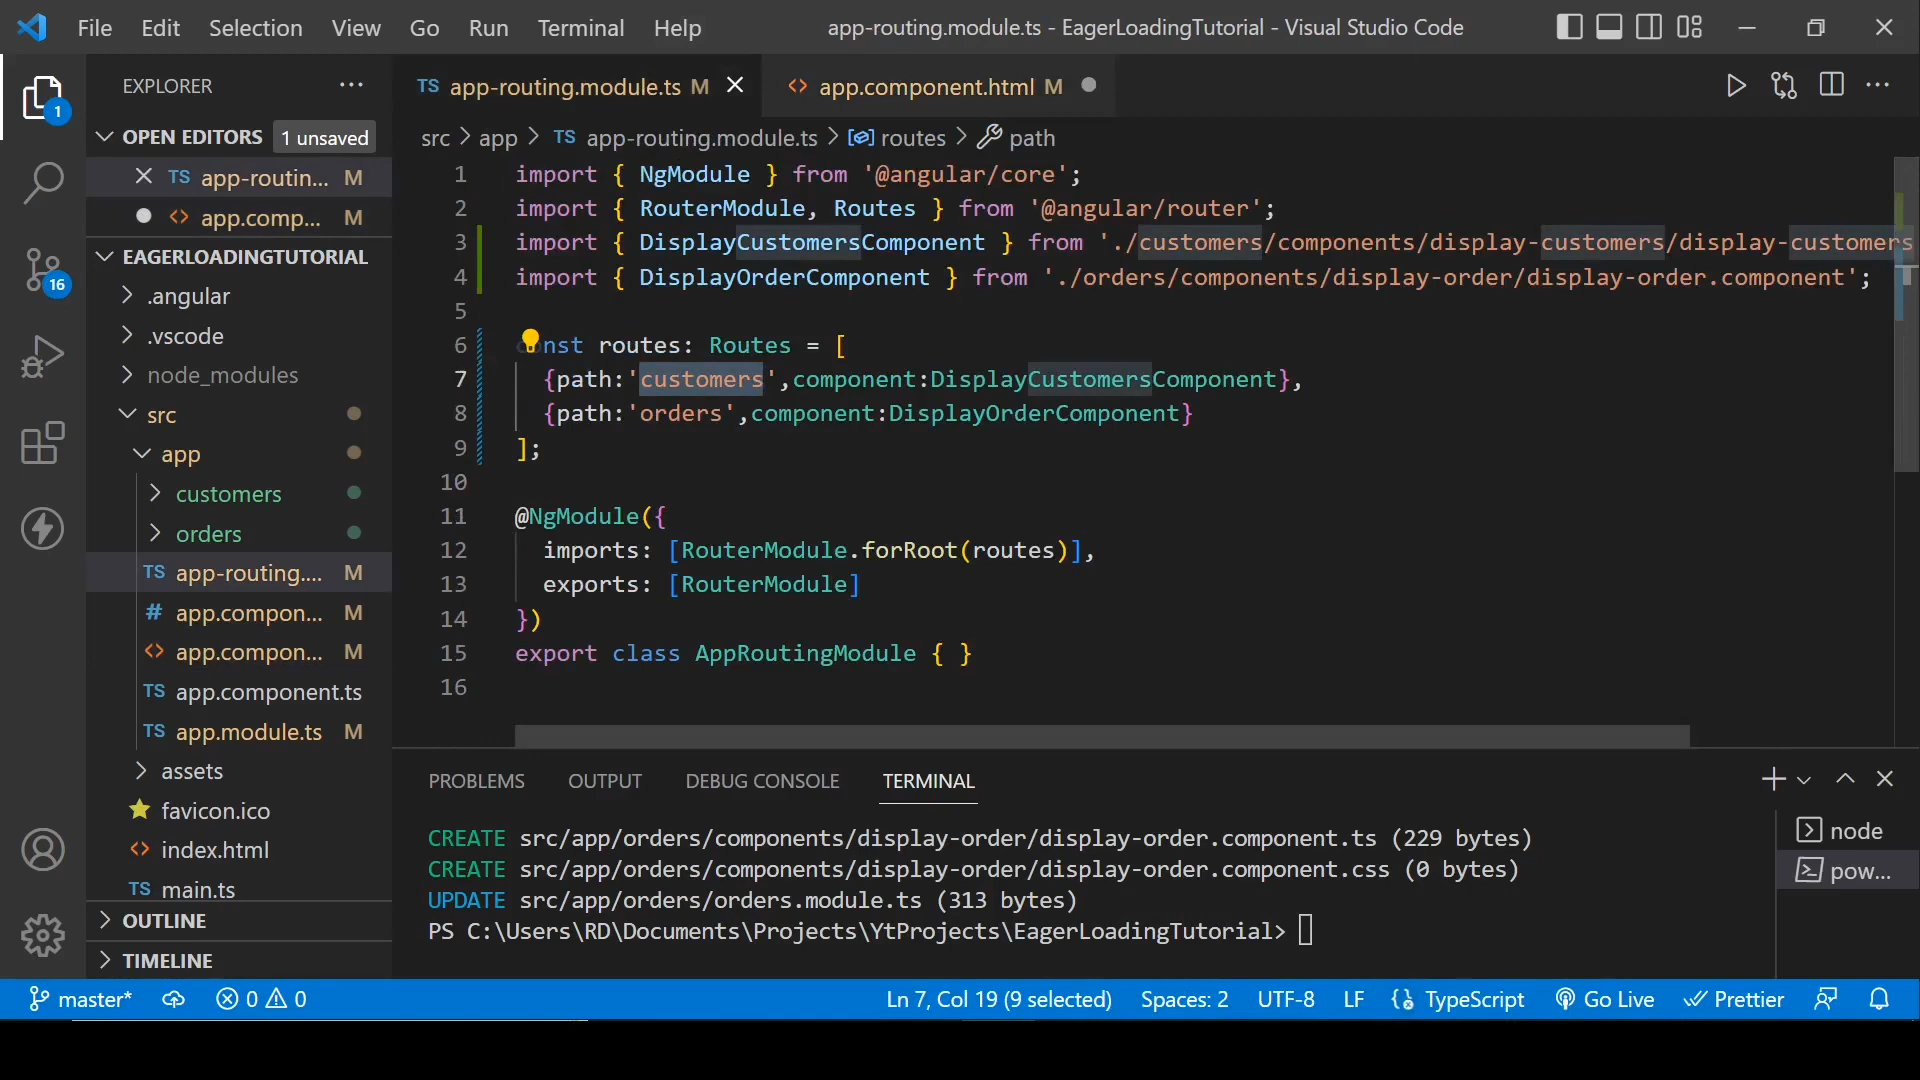 File Edit Selection View Go Run Terminal Help
app-routing.module.ts - EagerLoadingTutorial - Visual Studio Code
EXPLORER
OPEN EDITORS 1 unsaved
TS app-routin... M
<> app.comp... M
EAGERLOADINGTUTORIAL
.angular
.vscode
node_modules
src
app
customers
orders
TS app-routing.... M
# app.compon... M
<> app.compon... M
TS app.component.ts
TS app.module.ts M
assets
favicon.ico
<> index.html
TS main.ts
OUTLINE
TIMELINE
1
16
TS app-routing.module.ts M
<> app.component.html M
src > app > TS app-routing.module.ts > routes > path
1 import { NgModule } from '@angular/core';
2 import { RouterModule, Routes } from '@angular/router';
3 import { DisplayCustomersComponent } from './customers/components/display-customers/display-customers
4 import { DisplayOrderComponent } from './orders/components/display-order/display-order.component';
5
6 const routes: Routes = [
7 {path:'customers',component:DisplayCustomersComponent},
8 {path:'orders',component:DisplayOrderComponent}
9 ];
10
11 @NgModule({
12 imports: [RouterModule.forRoot(routes)],
13 exports: [RouterModule]
14 })
15 export class AppRoutingModule { }
16
PROBLEMS OUTPUT DEBUG CONSOLE TERMINAL
CREATE src/app/orders/components/display-order/display-order.component.ts (229 bytes)
CREATE src/app/orders/components/display-order/display-order.component.css (0 bytes)
UPDATE src/app/orders/orders.module.ts (313 bytes)
PS C:\Users\RD\Documents\Projects\YtProjects\EagerLoadingTutorial>
node
pow...
master* 0 0 Ln 7, Col 19 (9 selected) Spaces: 2 UTF-8 LF TypeScript Go Live Prettier